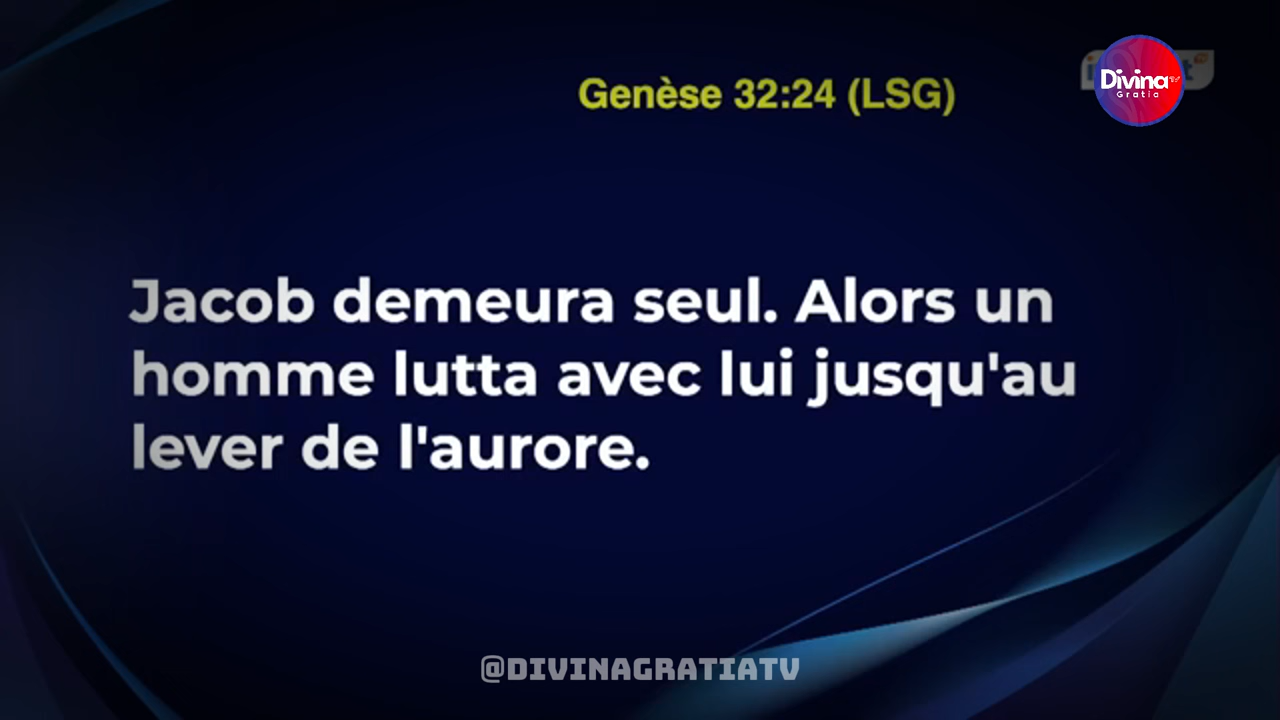 Genèse 32:24 (LSG)
Divina TV
Gratia
Jacob demeura seul. Alors un
homme lutta avec lui jusqu'au
lever de l'aurore.
@DIVINAGRATIATV